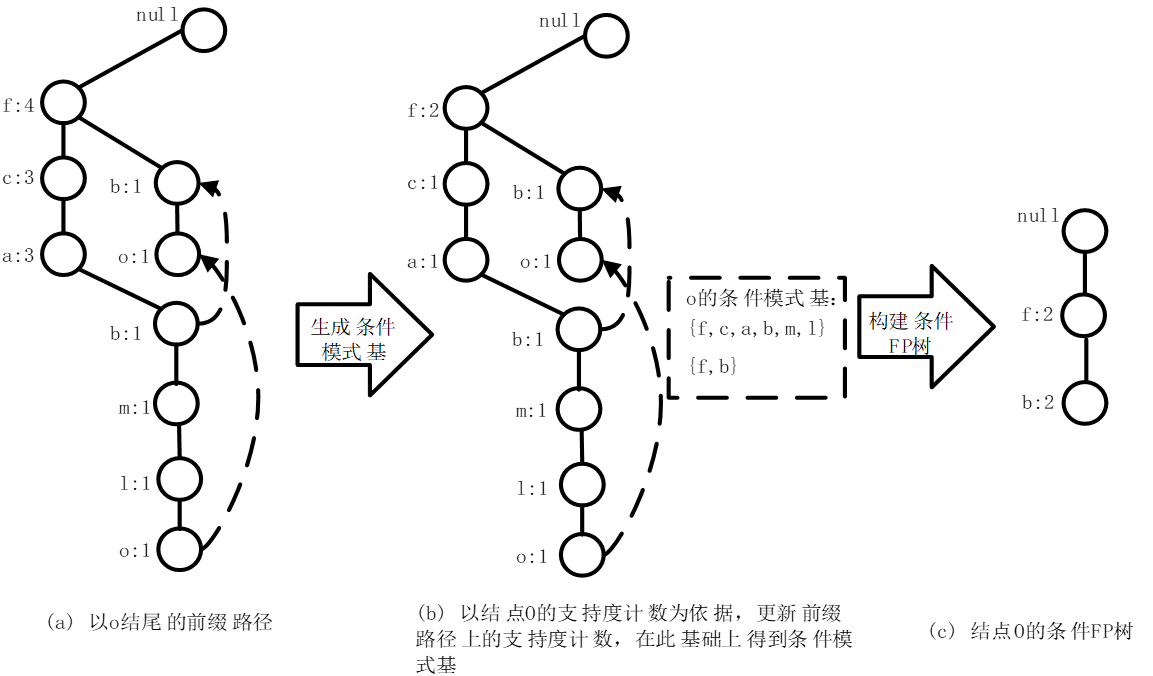 null
f:4
c:3
b:1
a:3
o:1
b:1
m:1
l:1
o:1
生成条件
模式基
null
f:2
c:1
b:1
a:1
o:1
b:1
m:1
l:1
o:1
o的条件模式基:
{f,c,a,b,m,l}
{f,b}
构建条件
FP树
null
f:2
b:2
(a) 以o结尾的前缀路径
(b) 以结点O的支持度计数为依据，更新前缀
路径上的支持度计数，在此基础上得到条件模
式基
(c) 结点O的条件FP树